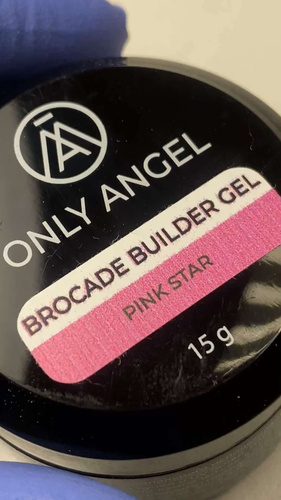 ONLY ANGEL
BROCADE BUILDER GEL
PINK STAR
15 g